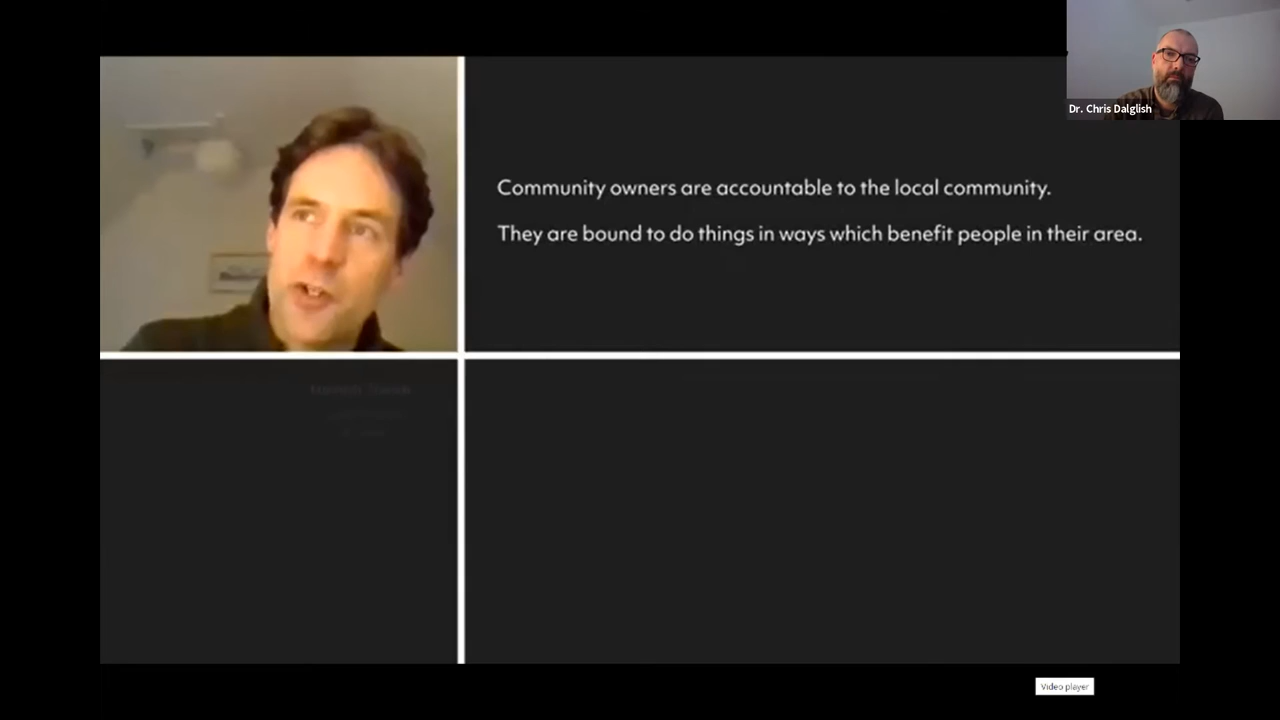 Dr. Chris Dalglish
Community owners are accountable to the local community.
They are bound to do things in ways which benefit people in their area.
Video player